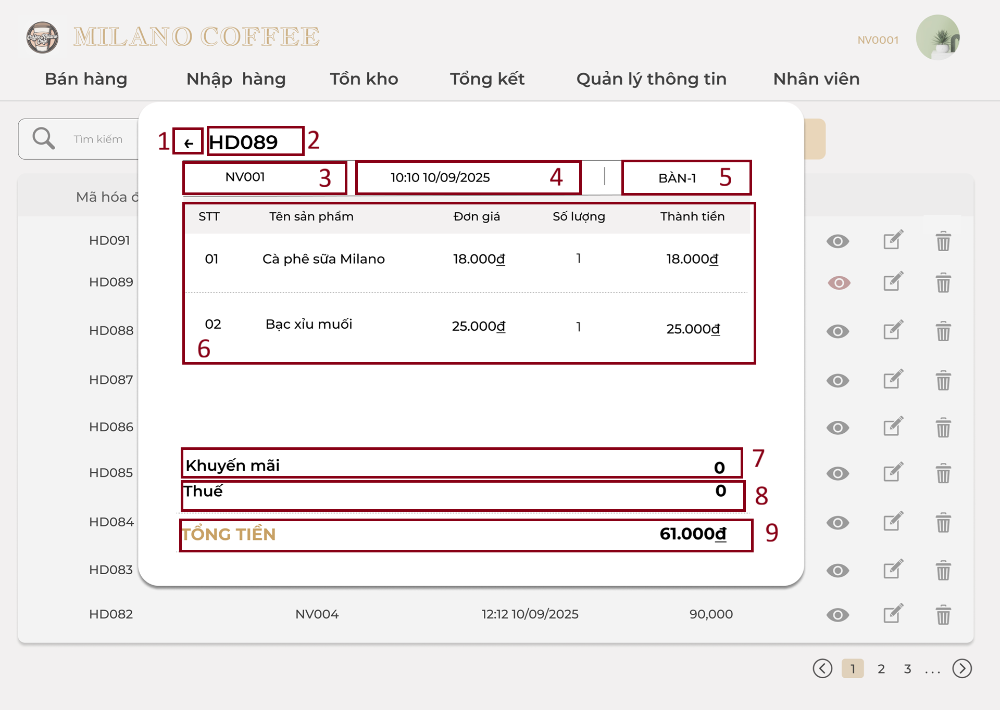 Coffee Milano
Cafe
MILANO COFFEE
NV0001
Bán hàng
Nhập hàng
Tồn kho
Tổng kết
Quản lý thông tin
Nhân viên
Tìm kiếm
1
←
HD089
2
NV001
3
10:10 10/09/2025
4
BÀN-1
5
Mã hóa đ
STT
Tên sản phẩm
Đơn giá
Số lượng
Thành tiền
01
Cà phê sữa Milano
18.000đ
1
18.000đ
02
Bạc xỉu muối
25.000đ
1
25.000đ
6
Khuyến mãi
0
7
Thuế
0
8
TỔNG TIỀN
61.000đ
9
HD091
HD089
HD088
HD087
HD086
HD085
HD084
HD083
HD082
NV004
12:12 10/09/2025
90,000
1
2
3
...